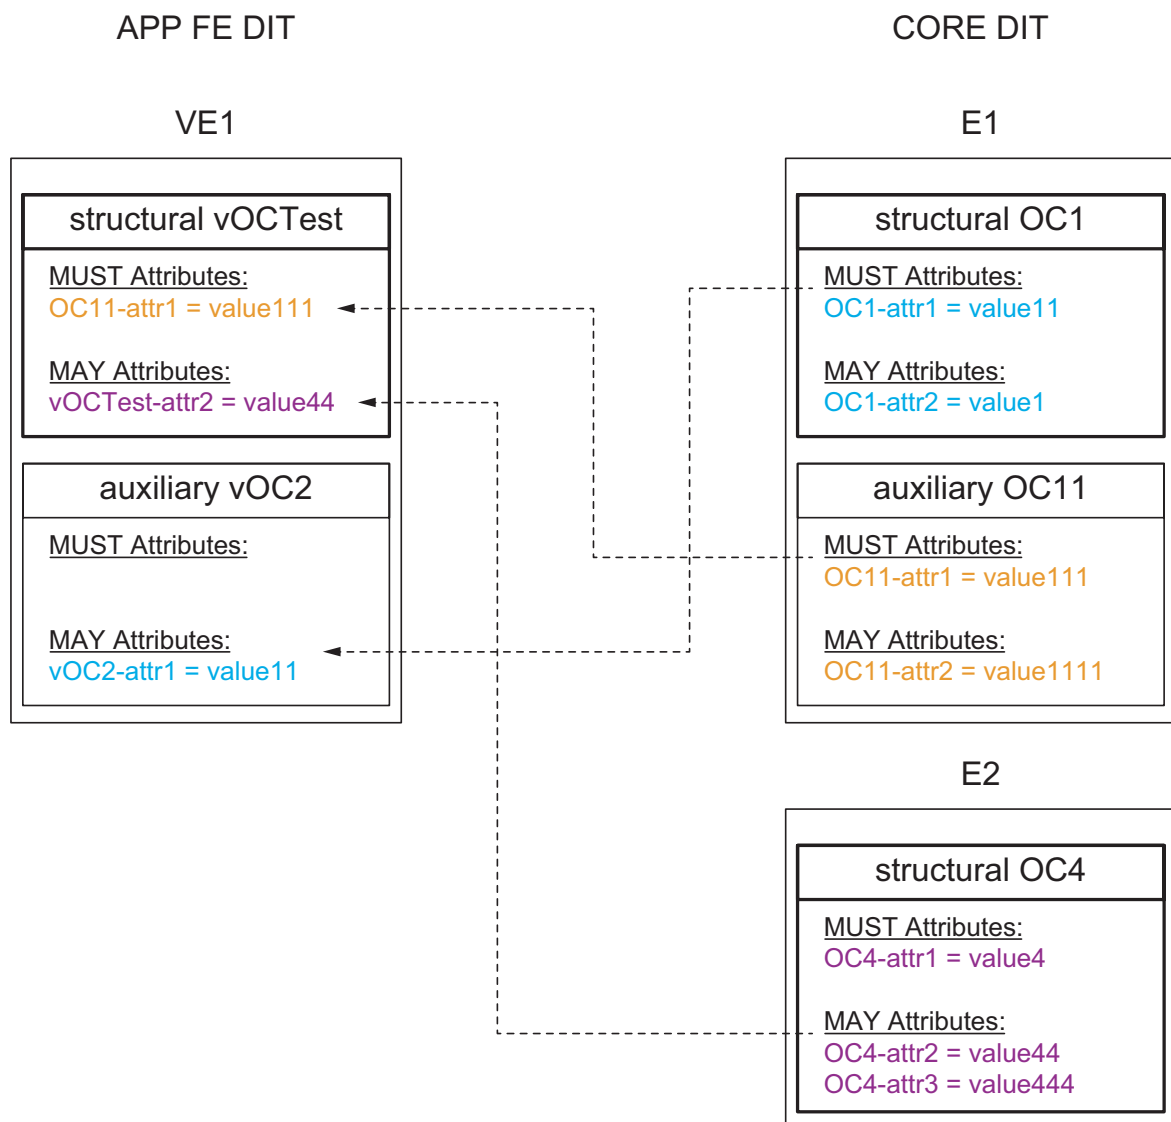 APP FE DIT
CORE DIT
VE1
structural vOCTest
MUST Attributes:
OC11-attr1 = value111
MAY Attributes:
vOCTest-attr2 = value44
auxiliary vOC2
MUST Attributes:
MAY Attributes:
vOC2-attr1 = value11
E1
structural OC1
MUST Attributes:
OC1-attr1 = value11
MAY Attributes:
OC1-attr2 = value1
auxiliary OC11
MUST Attributes:
OC11-attr1 = value111
MAY Attributes:
OC11-attr2 = value1111
E2
structural OC4
MUST Attributes:
OC4-attr1 = value4
MAY Attributes:
OC4-attr2 = value44
OC4-attr3 = value444